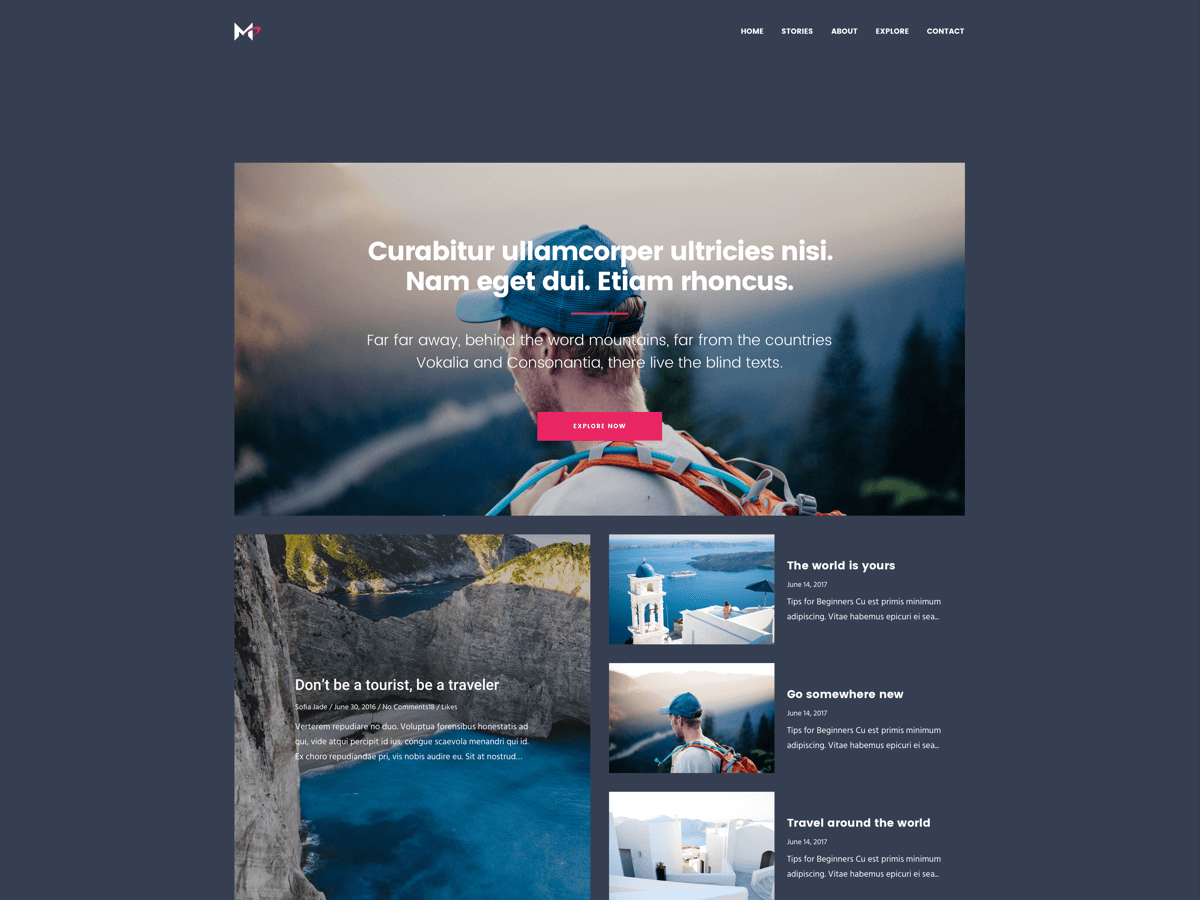 HOME STORIES ABOUT EXPLORE CONTACT
Curabitur ullamcorper ultricies nisi.
Nam eget dui. Etiam rhoncus.
Far far away, behind the word mountains, far from the countries
Vokalia and Consonantia, there live the blind texts.
EXPLORE NOW
Don't be a tourist, be a traveler
Sofia Jade / June 30, 2016 / No Comments18 / Likes
Verterem repudiare no duo. Voluptua forensibus honestatis ad
qui, vide atqui percipit id ius, congue scaevola menandri qui id.
Ex choro repudiandae pri, vis nobis audire eu. Sit at nostrud...
The world is yours
June 14, 2017
Tips for Beginners Cu est primis minimum
adipiscing. Vitae habemus epicuri ei sea...
Go somewhere new
June 14, 2017
Tips for Beginners Cu est primis minimum
adipiscing. Vitae habemus epicuri ei sea...
Travel around the world
June 14, 2017
Tips for Beginners Cu est primis minimum
adipiscing. Vitae habemus epicuri ei sea...